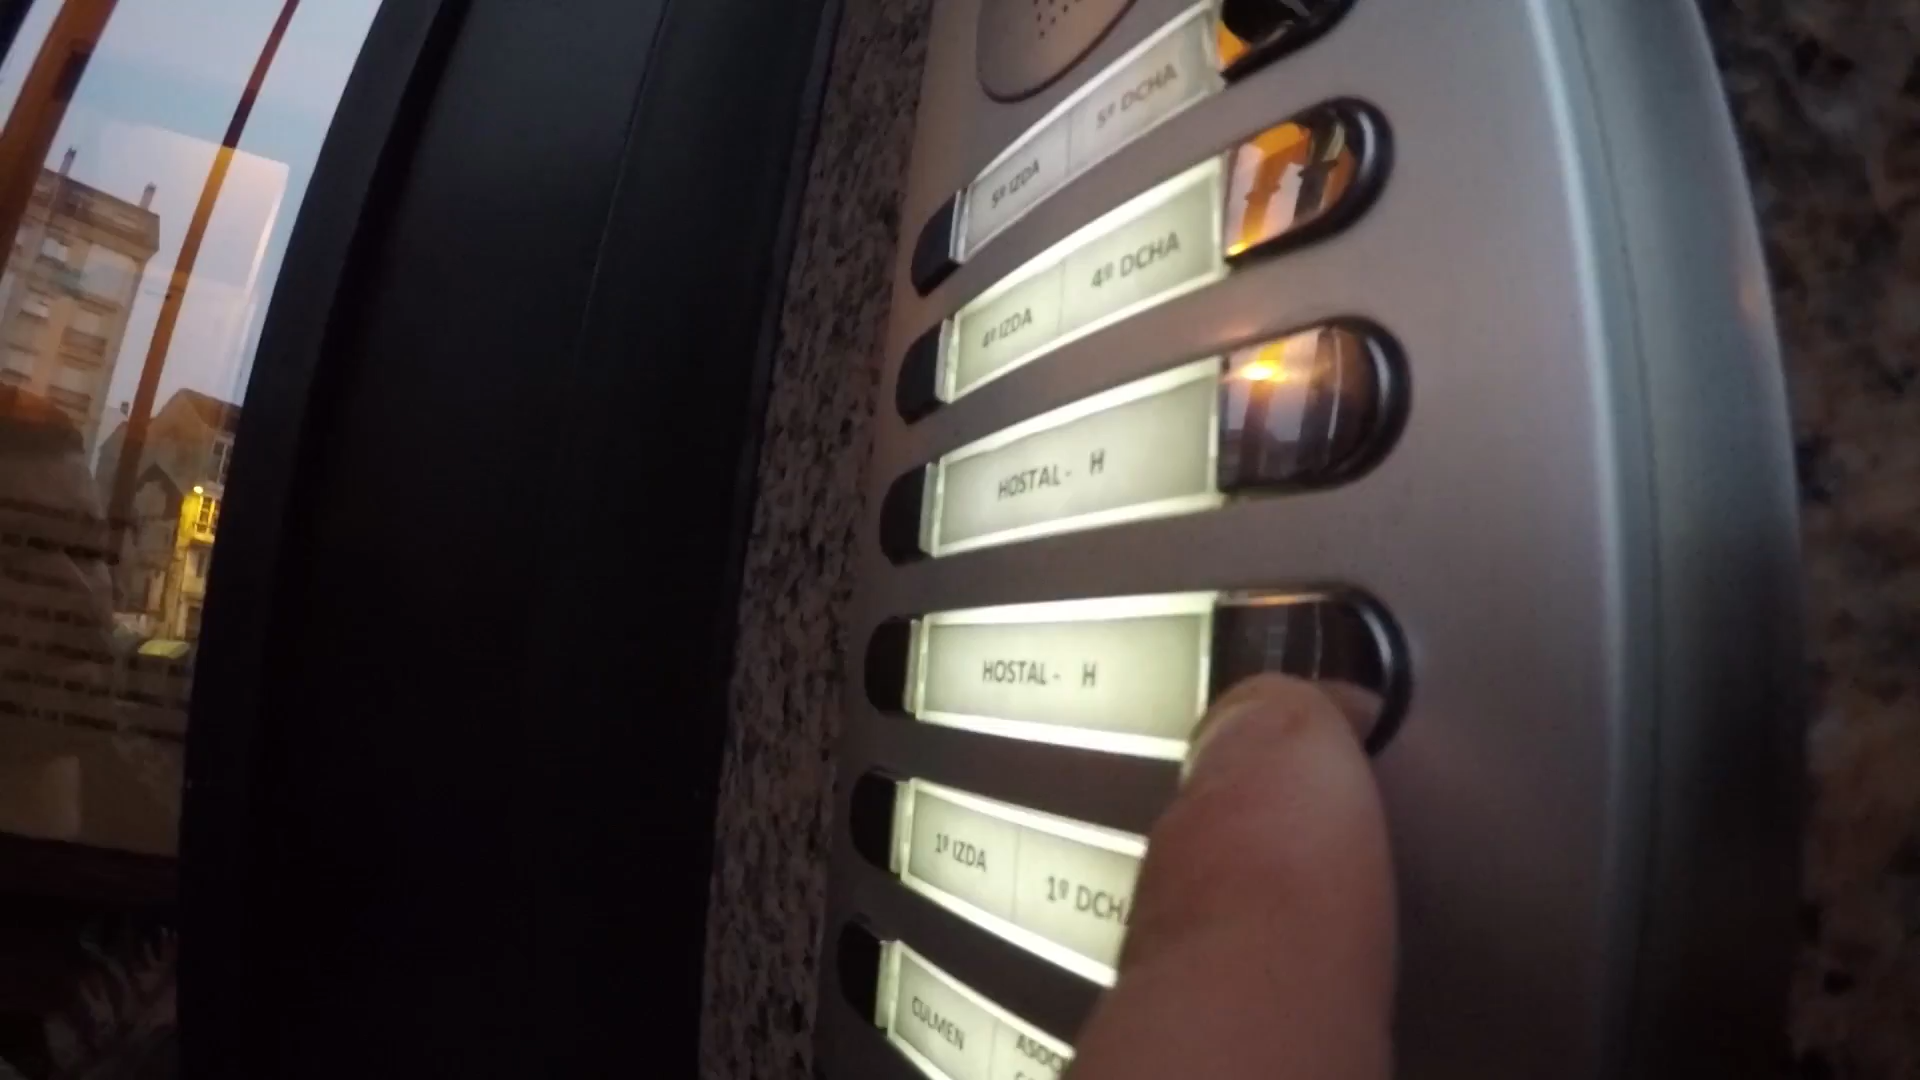 5º IZDA 5º DCHA
4º IZDA 4º DCHA
HOSTAL - H
HOSTAL - H
1º IZDA 1º DCHA
CULMEN